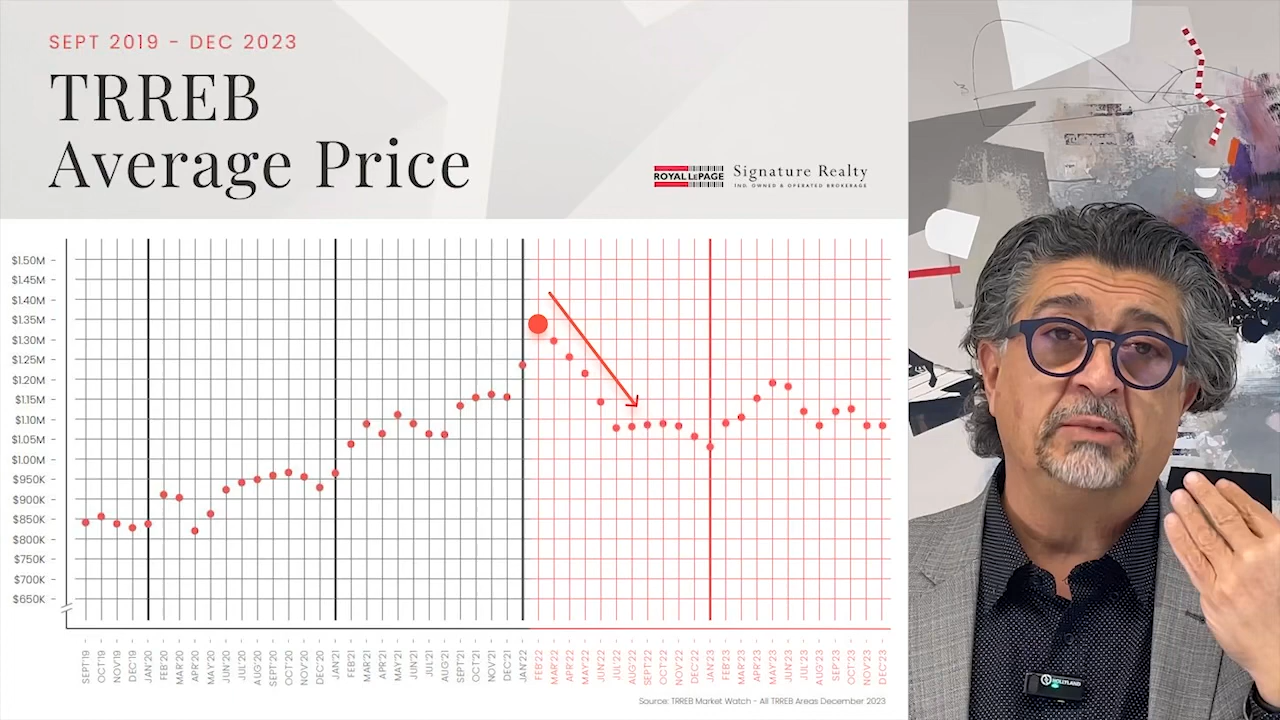 SEPT 2019 - DEC 2023
TRREB
Average Price
ROYAL LEPAGE
Signature Realty
IND. OWNED & OPERATED BROKERAGE
$1.50M
$1.45M
$1.40M
$1.35M
$1.30M
$1.25M
$1.20M
$1.15M
$1.10M
$1.05M
$1.00M
$950K
$900K
$850K
$800K
$750K
$700K
$650K
SEPT'19
OCT'19
NOV'19
DEC'19
JAN'20
FEB '20
MAR'20
APR'20
MAY'20
JUN'20
JUL'20
AUG'20
SEP'20
OCT'20
NOV'20
DEC'20
JAN'21
FEB'21
MAR'21
APR'21
MAY'21
JUN'21
JUL'21
AUG'21
SEPT'21
OCT'21
NOV'21
DEC'21
JAN'22
FEB'22
MAR'22
APR'22
MAY'22
JUN'22
JUL'22
AUG'22
SEPT'22
OCT'22
NOV'22
DEC'22
JAN'23
FEB'23
MAR'23
APR'23
MAY'23
JUN'23
JUL'23
AUG'23
SEP'23
OCT'23
NOV'23
DEC'23
Source: TRREB Market Watch - All TRREB Areas December 2023
HOLLYLAND